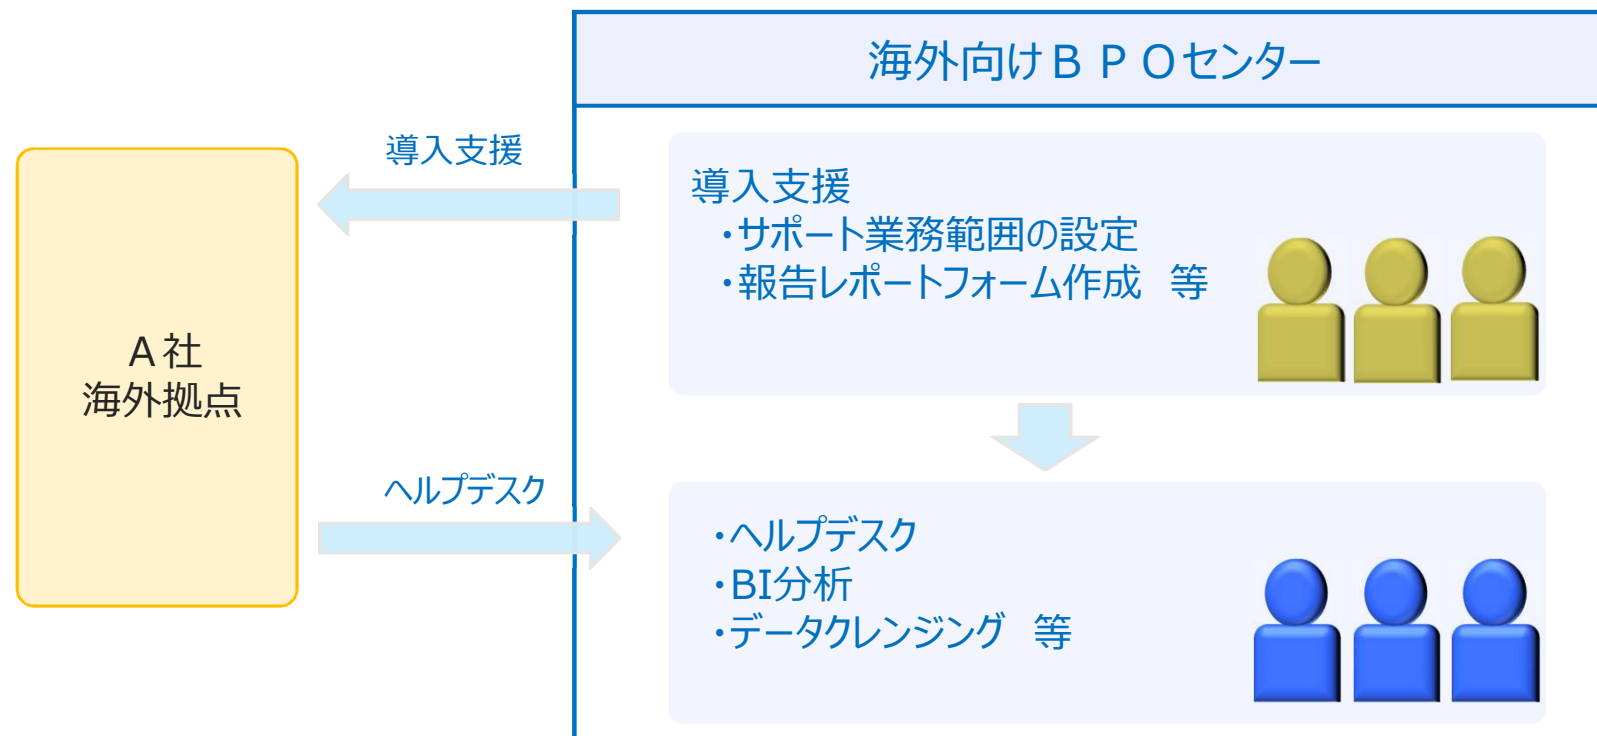 海外向けＢＰＯセンター
導入支援
導入支援
・サポート業務範囲の設定
・報告レポートフォーム作成　等
Ａ社
海外拠点
ヘルプデスク
・ヘルプデスク
・BI分析
・データクレンジング　等